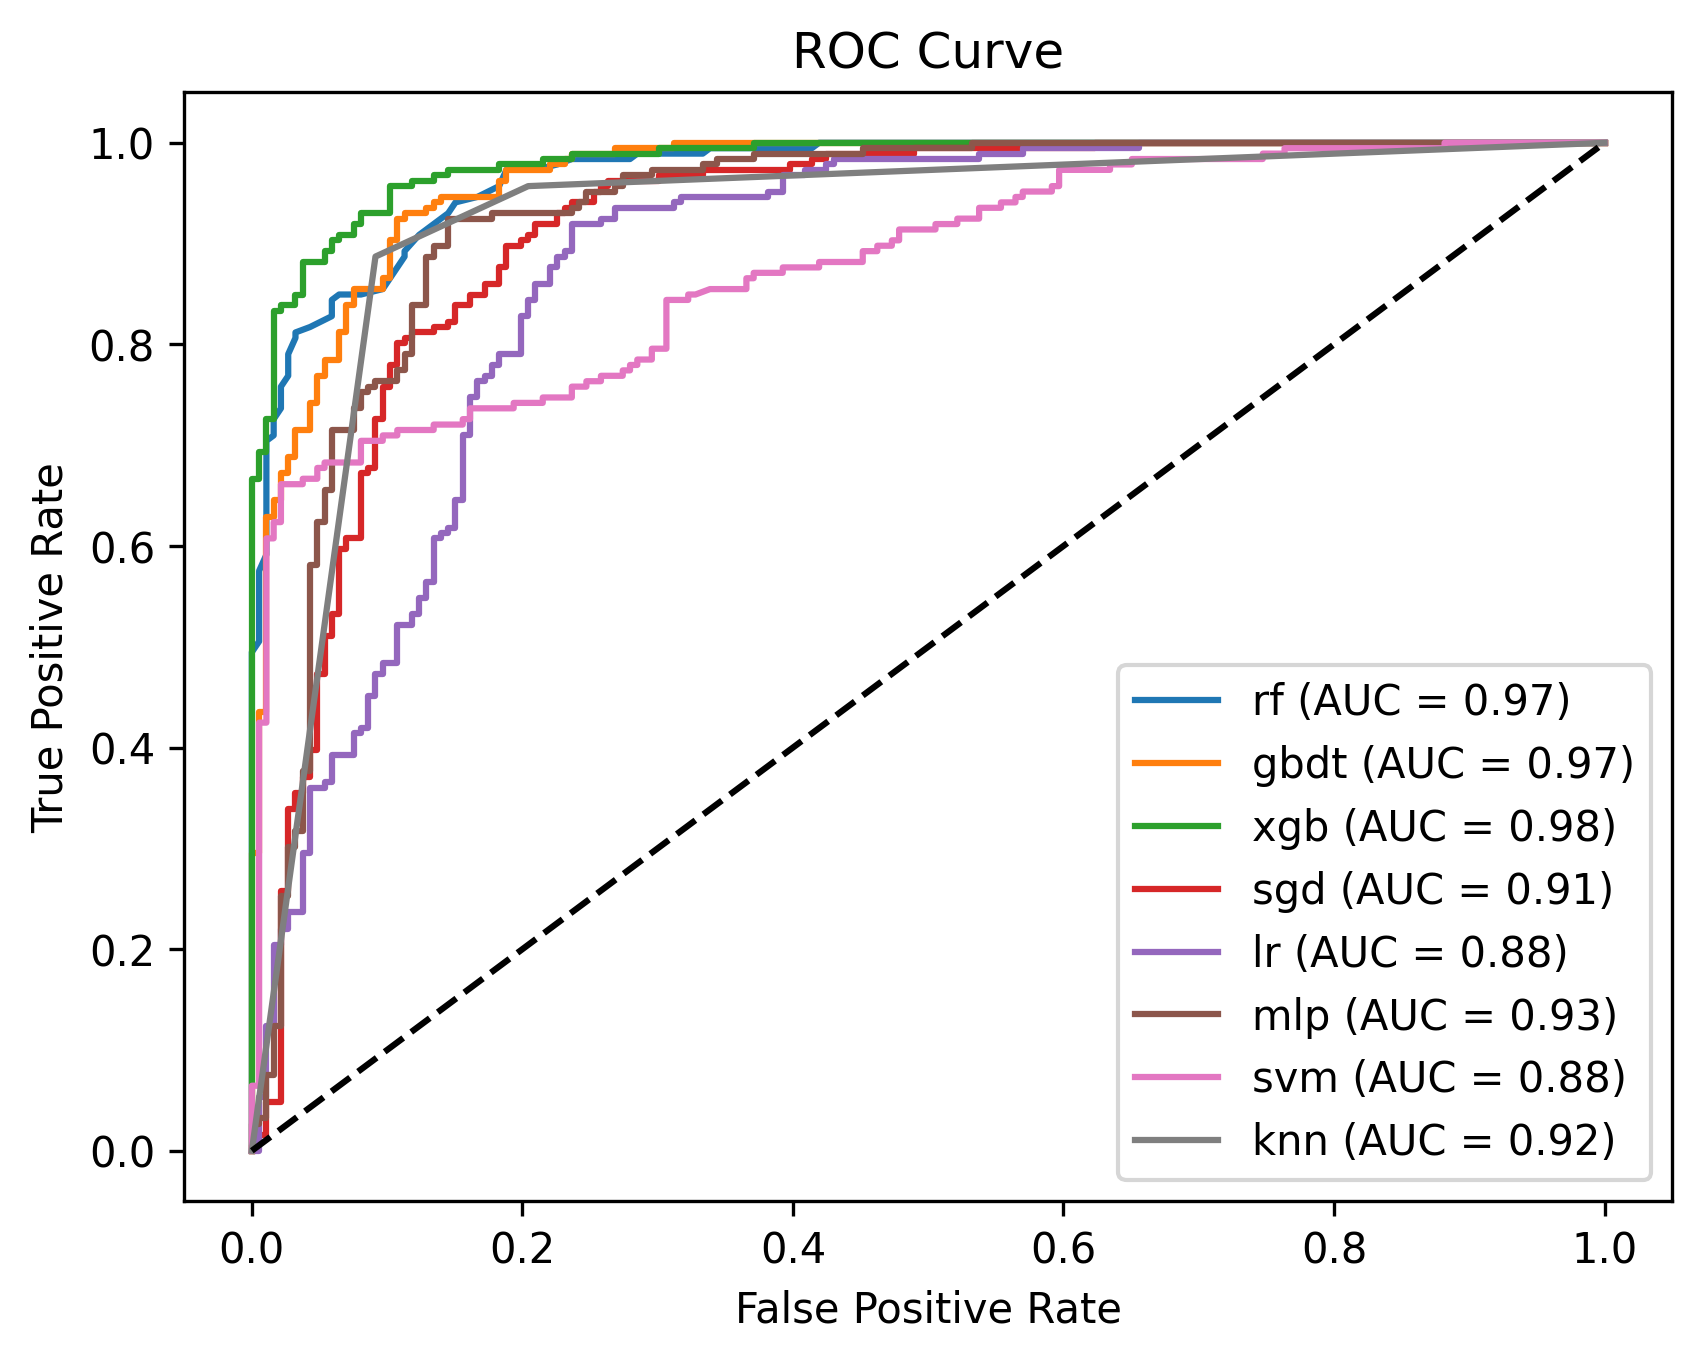 ROC Curve
True Positive Rate
1.0
0.8
0.6
0.4
0.2
0.0
rf (AUC = 0.97)
gbdt (AUC = 0.97)
xgb (AUC = 0.98)
sgd (AUC = 0.91)
lr (AUC = 0.88)
mlp (AUC = 0.93)
svm (AUC = 0.88)
knn (AUC = 0.92)
0.0 0.2 0.4 0.6 0.8 1.0
False Positive Rate